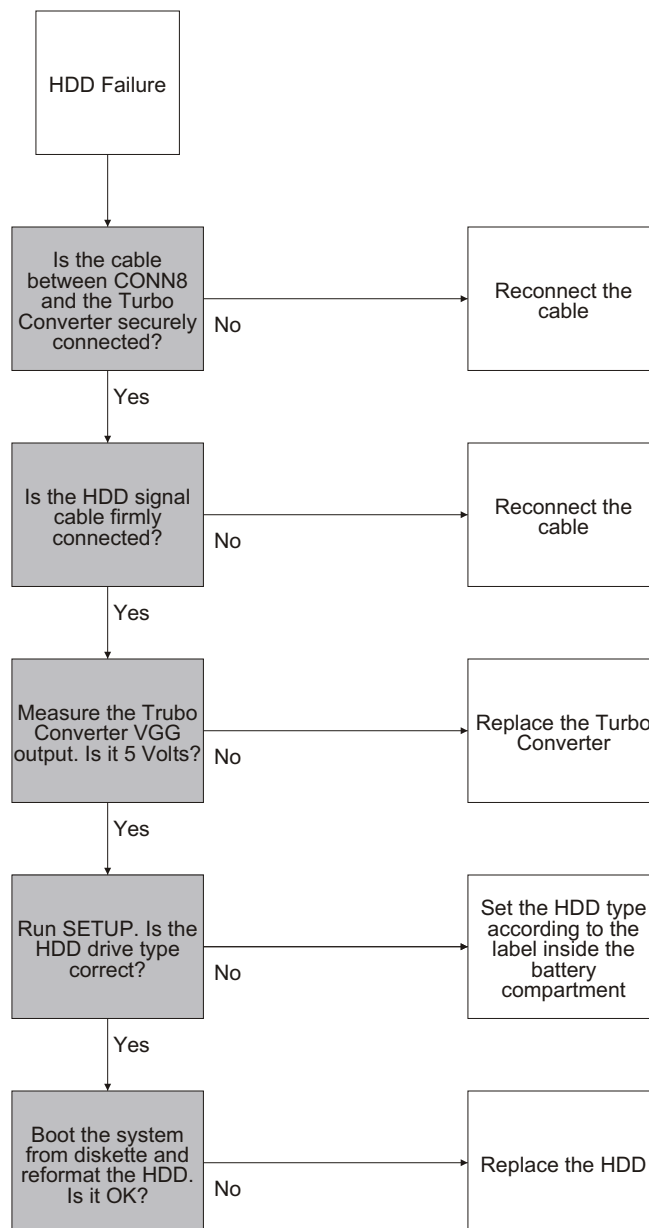 HDD Failure
Is the cable
between CONN8
and the Turbo
Converter securely
connected?
No
Reconnect the
cable
Yes
Is the HDD signal
cable firmly
connected?
No
Reconnect the
cable
Yes
Measure the Trubo
Converter VGG
output. Is it 5 Volts?
No
Replace the Turbo
Converter
Yes
Run SETUP. Is the
HDD drive type
correct?
No
Set the HDD type
according to the
label inside the
battery
compartment
Yes
Boot the system
from diskette and
reformat the HDD.
Is it OK?
No
Replace the HDD